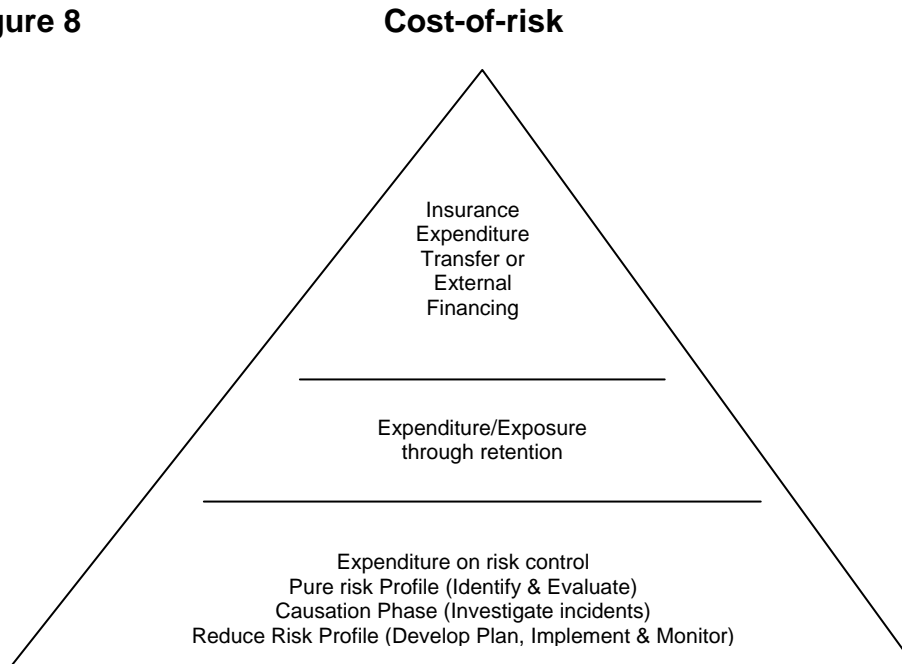 gure 8 Cost-of-risk
Insurance
Expenditure
Transfer or
External
Financing
Expenditure/Exposure
through retention
Expenditure on risk control
Pure risk Profile (Identify & Evaluate)
Causation Phase (Investigate incidents)
Reduce Risk Profile (Develop Plan, Implement & Monitor)